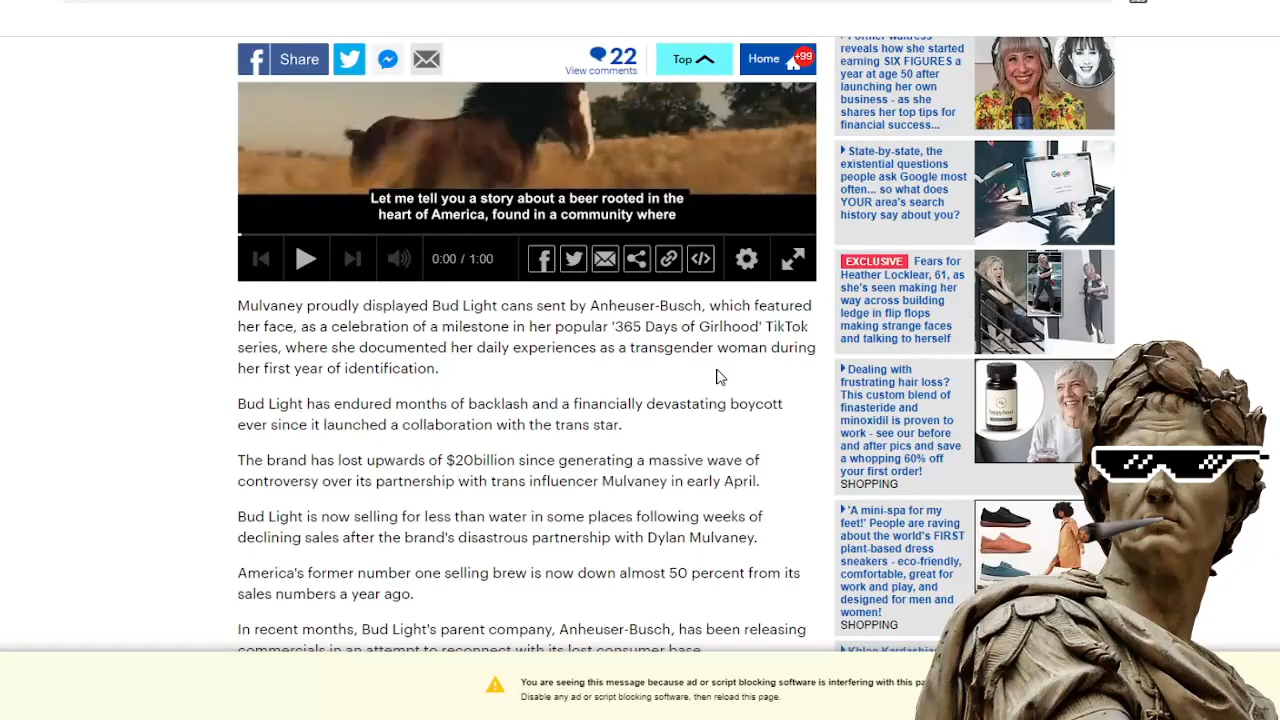 Share
22
View comments
Top
Home
+99
Let me tell you a story about a beer rooted in the
heart of America, found in a community where
0:00 / 1:00
Mulvaney proudly displayed Bud Light cans sent by Anheuser-Busch, which featured
her face, as a celebration of a milestone in her popular '365 Days of Girlhood' TikTok
series, where she documented her daily experiences as a transgender woman during
her first year of identification.
Bud Light has endured months of backlash and a financially devastating boycott
ever since it launched a collaboration with the trans star.
The brand has lost upwards of $20billion since generating a massive wave of
controversy over its partnership with trans influencer Mulvaney in early April.
Bud Light is now selling for less than water in some places following weeks of
declining sales after the brand's disastrous partnership with Dylan Mulvaney.
America's former number one selling brew is now down almost 50 percent from its
sales numbers a year ago.
In recent months, Bud Light's parent company, Anheuser-Busch, has been releasing
commercials in an attempt to reconnect with its lost consumer base.
Former waitress
reveals how she started
earning SIX FIGURES a
year at age 50 after
launching her own
business - as she
shares her top tips for
financial success...
State-by-state, the
existential questions
people ask Google most
often... so what does
YOUR area's search
history say about you?
Google
EXCLUSIVE Fears for
Heather Locklear, 61, as
she's seen making her
way across building
ledge in flip flops
making strange faces
and talking to herself
Dealing with
frustrating hair loss?
This custom blend of
finasteride and
minoxidil is proven to
work - see our before
and after pics and save
a whopping 60% off
your first order!
SHOPPING
'A mini-spa for my
feet!' People are raving
about the world's FIRST
plant-based dress
sneakers - eco-friendly,
comfortable, great for
work and play, and
designed for men and
women!
SHOPPING
You are seeing this message because ad or script blocking software is interfering with this
Disable any ad or script blocking software, then reload this page.